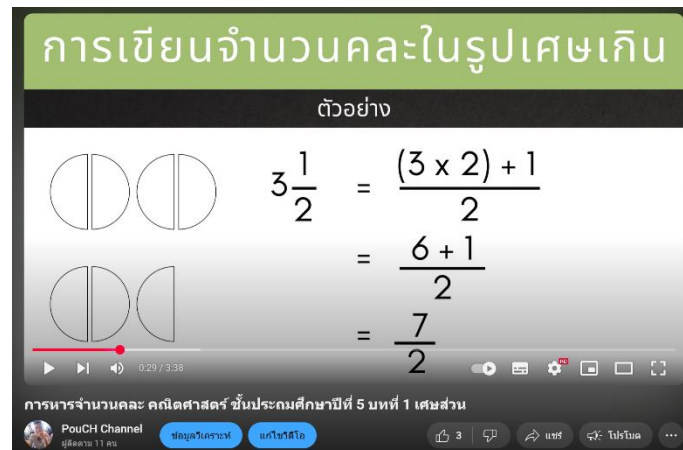 การเขียนจำนวนคละในรูปเศษเกิน
ตัวอย่าง
3 1/2 = (3 x 2) + 1 / 2
= 6 + 1 / 2
= 7 / 2
0:29 / 3:38
HD
การหารจำนวนคละ คณิตศาสตร์ ชั้นประถมศึกษาปีที่ 5 บทที่ 1 เศษส่วน
PouCH Channel
ผู้ติดตาม 11 คน
ข้อมูลวิเคราะห์
แก้ไขวิดีโอ
3
แชร์
โปรโมต